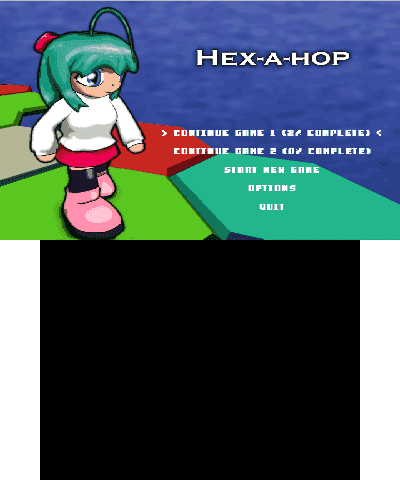 HEX-A-HOP
> CONTINUE GAME 1 (2% COMPLETE) <
CONTINUE GAME 2 (0% COMPLETE)
START NEW GAME
OPTIONS
QUIT